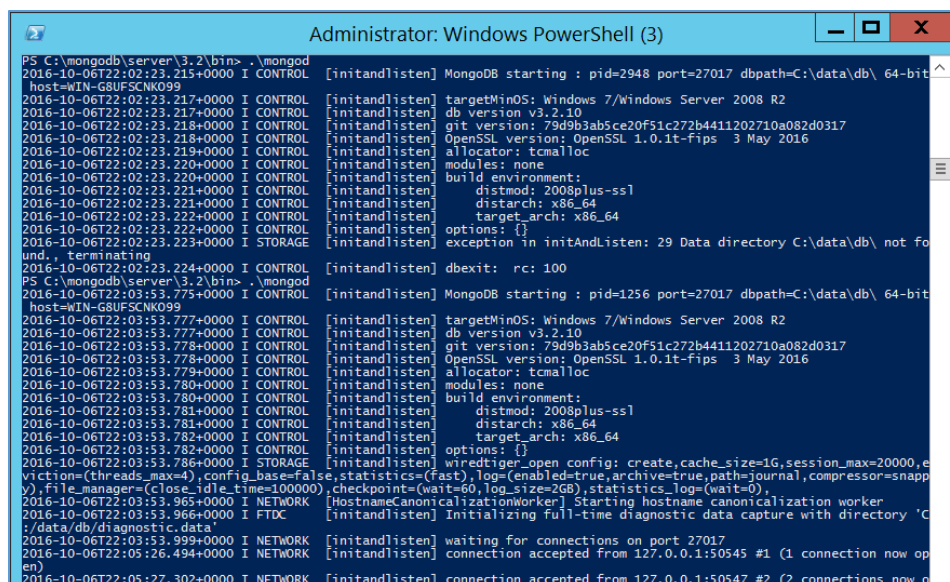 Administrator: Windows PowerShell (3)
PS C:\mongodb\server\3.2\bin> .\mongod
2016-10-06T22:02:23.215+0000 I CONTROL  [initandlisten] MongoDB starting : pid=2948 port=27017 dbpath=C:\data\db\ 64-bit
 host=WIN-G8UFSCNKO99
2016-10-06T22:02:23.217+0000 I CONTROL  [initandlisten] targetMinOS: Windows 7/Windows Server 2008 R2
2016-10-06T22:02:23.217+0000 I CONTROL  [initandlisten] db version v3.2.10
2016-10-06T22:02:23.218+0000 I CONTROL  [initandlisten] git version: 79d9b3ab5ce20f51c272b4411202710a082d0317
2016-10-06T22:02:23.218+0000 I CONTROL  [initandlisten] OpenSSL version: OpenSSL 1.0.1t-fips  3 May 2016
2016-10-06T22:02:23.219+0000 I CONTROL  [initandlisten] allocator: tcmalloc
2016-10-06T22:02:23.220+0000 I CONTROL  [initandlisten] modules: none
2016-10-06T22:02:23.220+0000 I CONTROL  [initandlisten] build environment:
2016-10-06T22:02:23.221+0000 I CONTROL  [initandlisten]     distmod: 2008plus-ssl
2016-10-06T22:02:23.221+0000 I CONTROL  [initandlisten]     distarch: x86_64
2016-10-06T22:02:23.222+0000 I CONTROL  [initandlisten]     target_arch: x86_64
2016-10-06T22:02:23.222+0000 I CONTROL  [initandlisten] options: {}
2016-10-06T22:02:23.223+0000 I STORAGE  [initandlisten] exception in initAndListen: 29 Data directory C:\data\db\ not fo
und., terminating
2016-10-06T22:02:23.224+0000 I CONTROL  [initandlisten] dbexit:  rc: 100
PS C:\mongodb\server\3.2\bin> .\mongod
2016-10-06T22:03:53.775+0000 I CONTROL  [initandlisten] MongoDB starting : pid=1256 port=27017 dbpath=C:\data\db\ 64-bit
 host=WIN-G8UFSCNKO99
2016-10-06T22:03:53.777+0000 I CONTROL  [initandlisten] targetMinOS: Windows 7/Windows Server 2008 R2
2016-10-06T22:03:53.777+0000 I CONTROL  [initandlisten] db version v3.2.10
2016-10-06T22:03:53.778+0000 I CONTROL  [initandlisten] git version: 79d9b3ab5ce20f51c272b4411202710a082d0317
2016-10-06T22:03:53.778+0000 I CONTROL  [initandlisten] OpenSSL version: OpenSSL 1.0.1t-fips  3 May 2016
2016-10-06T22:03:53.779+0000 I CONTROL  [initandlisten] allocator: tcmalloc
2016-10-06T22:03:53.780+0000 I CONTROL  [initandlisten] modules: none
2016-10-06T22:03:53.780+0000 I CONTROL  [initandlisten] build environment:
2016-10-06T22:03:53.781+0000 I CONTROL  [initandlisten]     distmod: 2008plus-ssl
2016-10-06T22:03:53.781+0000 I CONTROL  [initandlisten]     distarch: x86_64
2016-10-06T22:03:53.782+0000 I CONTROL  [initandlisten]     target_arch: x86_64
2016-10-06T22:03:53.782+0000 I CONTROL  [initandlisten] options: {}
2016-10-06T22:03:53.786+0000 I STORAGE  [initandlisten] wiredtiger_open config: create,cache_size=1G,session_max=20000,e
viction=(threads_max=4),config_base=false,statistics=(fast),log=(enabled=true,archive=true,path=journal,compressor=snapp
y),file_manager=(close_idle_time=100000),checkpoint=(wait=60,log_size=2GB),statistics_log=(wait=0),
2016-10-06T22:03:53.965+0000 I NETWORK  [HostnameCanonicalizationWorker] Starting hostname canonicalization worker
2016-10-06T22:03:53.966+0000 I FTDC     [initandlisten] Initializing full-time diagnostic data capture with directory 'C
:/data/db/diagnostic.data'
2016-10-06T22:03:53.999+0000 I NETWORK  [initandlisten] waiting for connections on port 27017
2016-10-06T22:05:26.494+0000 I NETWORK  [initandlisten] connection accepted from 127.0.0.1:50545 #1 (1 connection now op
en)
2016-10-06T22:05:27.302+0000 I NETWORK  [initandlisten] connection accepted from 127.0.0.1:50547 #2 (2 connections now o